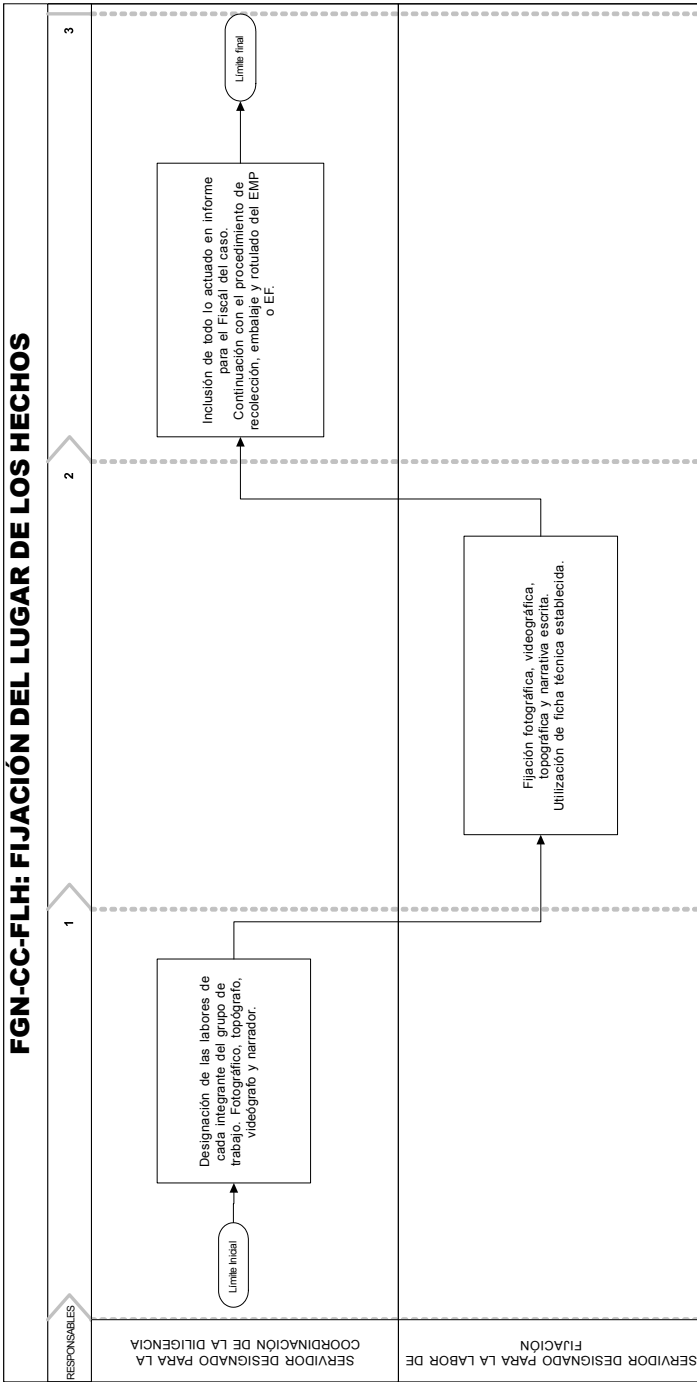 FGN-CC-FLH: FIJACIÓN DEL LUGAR DE LOS HECHOS
RESPONSABLES
1
2
3
SERVIDOR DESIGNADO PARA LA
COORDINACIÓN DE LA DILIGENCIA
Límite Inicial
Designación de las labores de
cada integrante del grupo de
trabajo. Fotográfico, topógrafo,
videógrafo y narrador.
Inclusión de todo lo actuado en informe
para el Fiscál del caso.
Continuación con el procedimiento de
recolección, embalaje y rotulado del EMP
o EF.
Límite final
SERVIDOR DESIGNADO PARA LA LABOR DE
FIJACIÓN
Fijación fotográfica, videográfica,
topográfica y narrativa escrita.
Utilización de ficha técnica establecida.